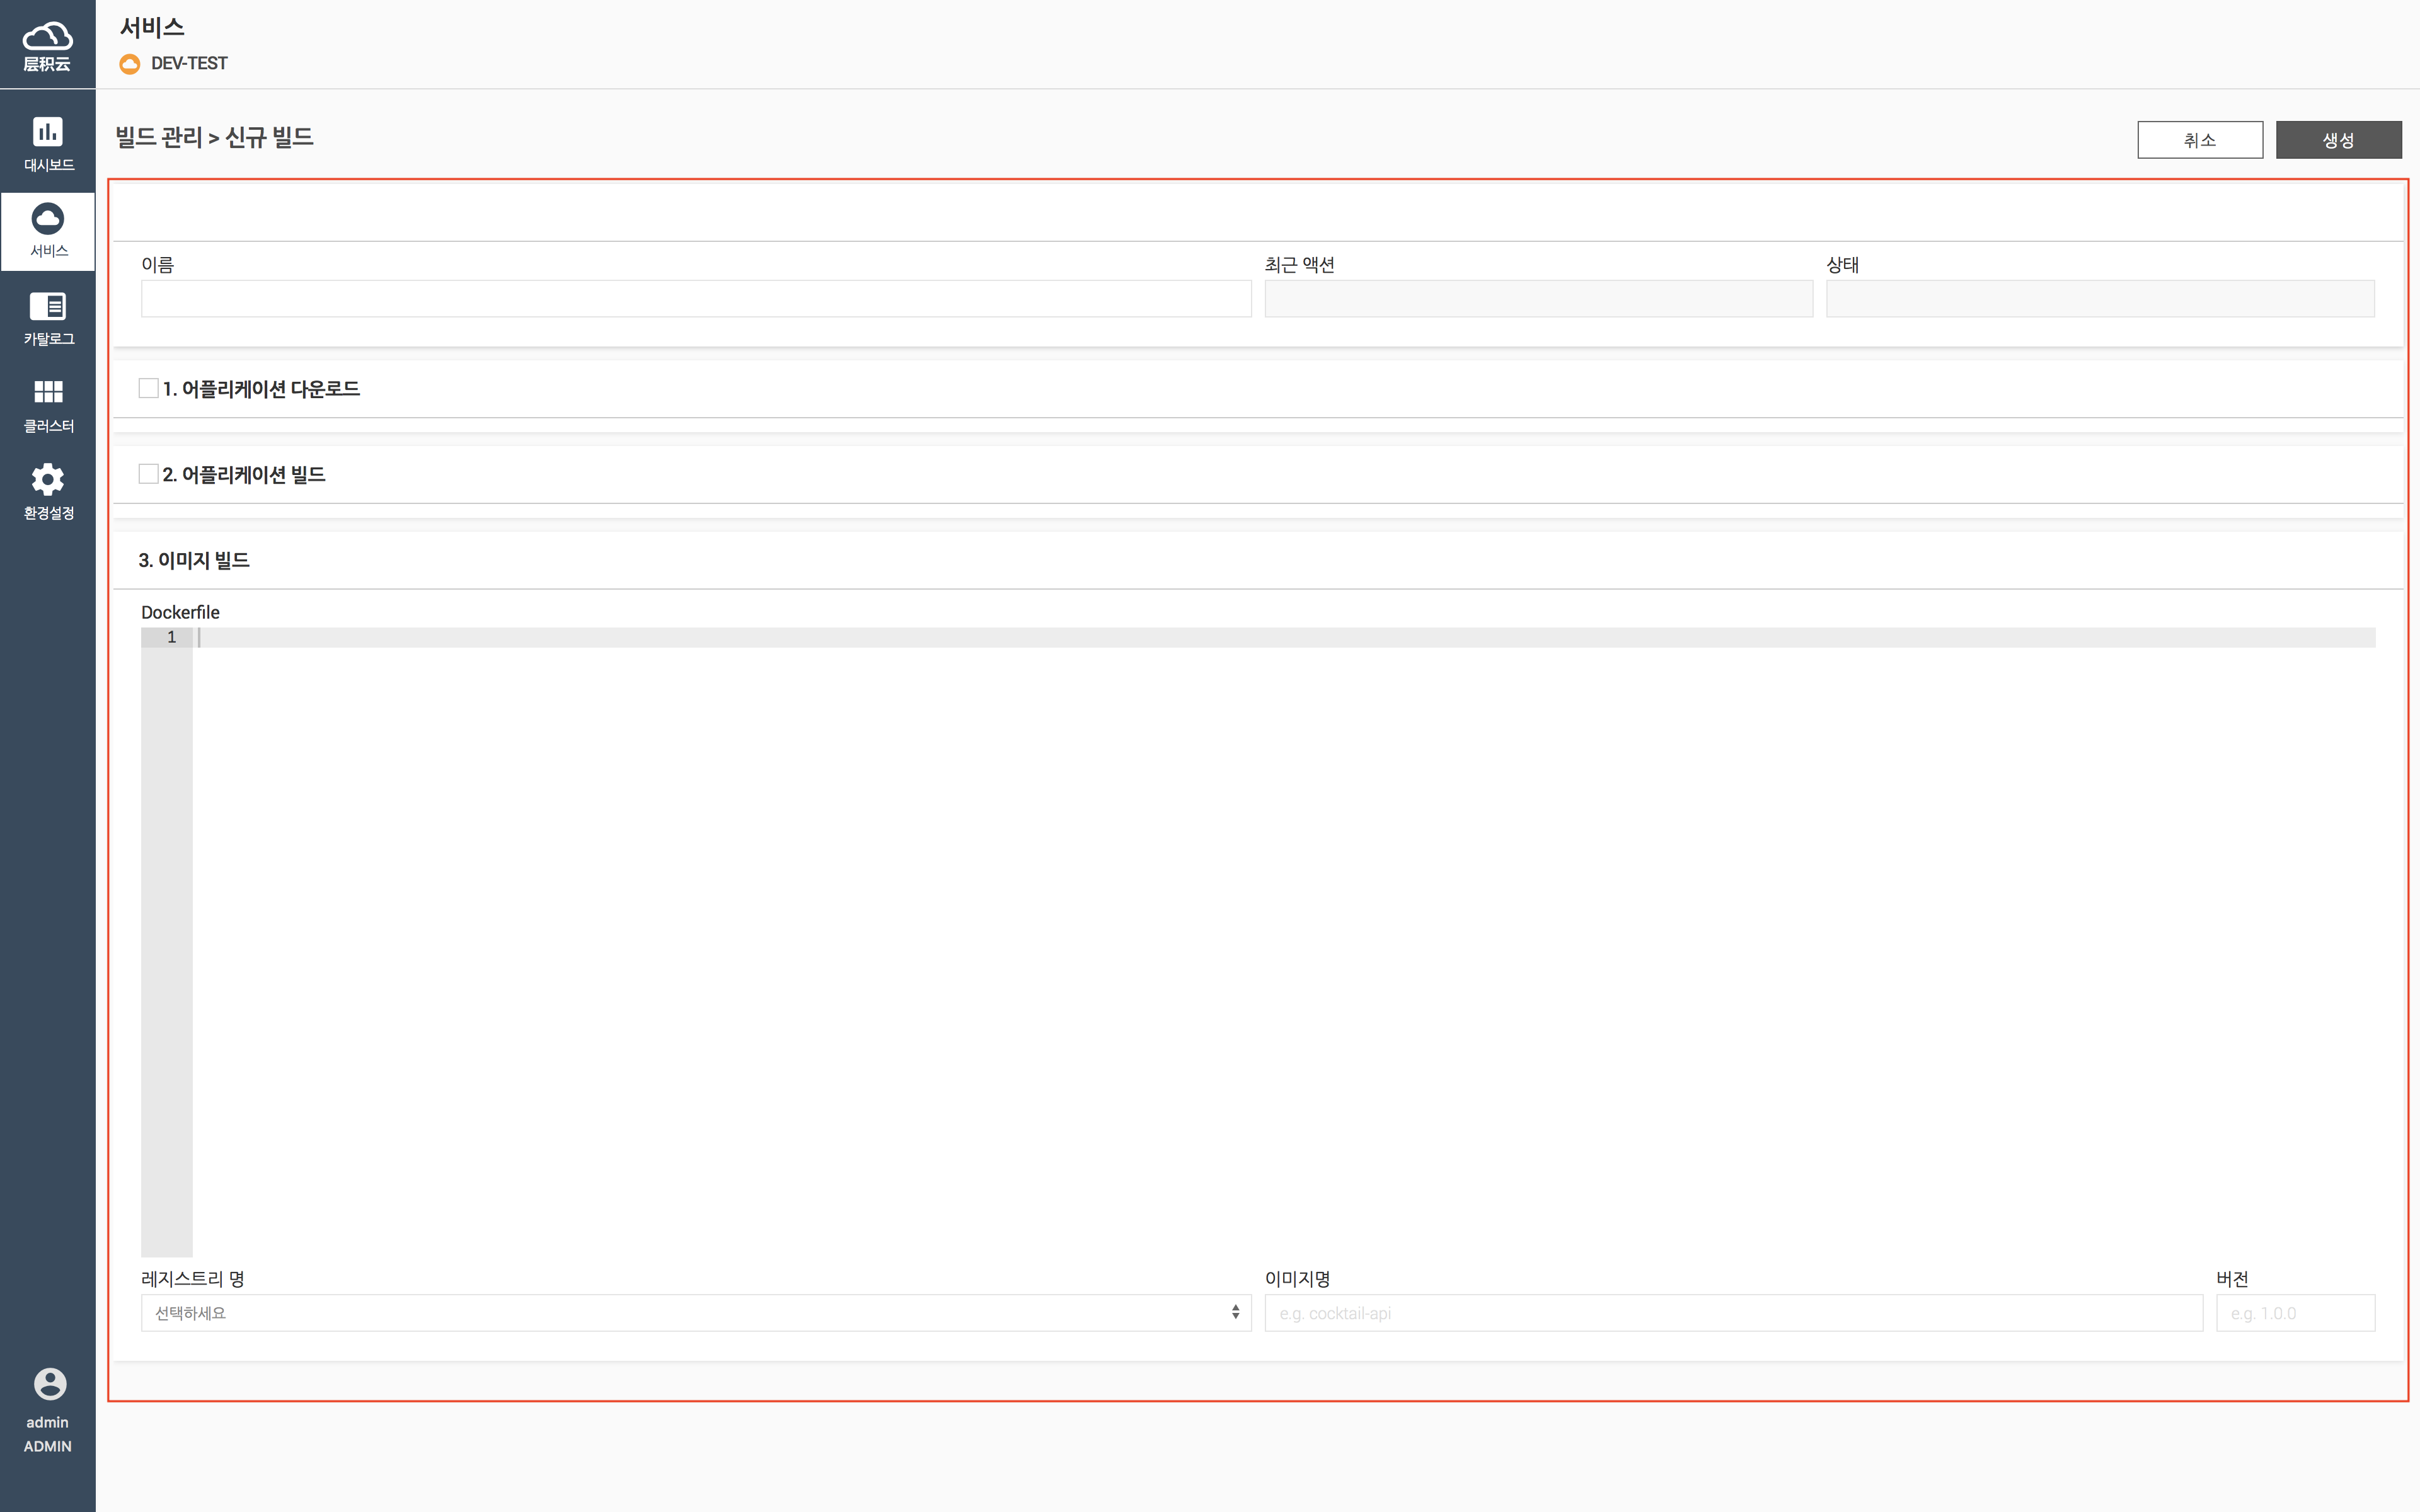 层积云
대시보드
서비스
카탈로그
클러스터
환경설정
admin
ADMIN
서비스
DEV-TEST
빌드 관리 > 신규 빌드
취소
생성
이름
최근 액션
상태
1. 어플리케이션 다운로드
2. 어플리케이션 빌드
3. 이미지 빌드
Dockerfile
1
레지스트리 명
이미지명
버전
선택하세요
e.g. cocktail-api
e.g. 1.0.0